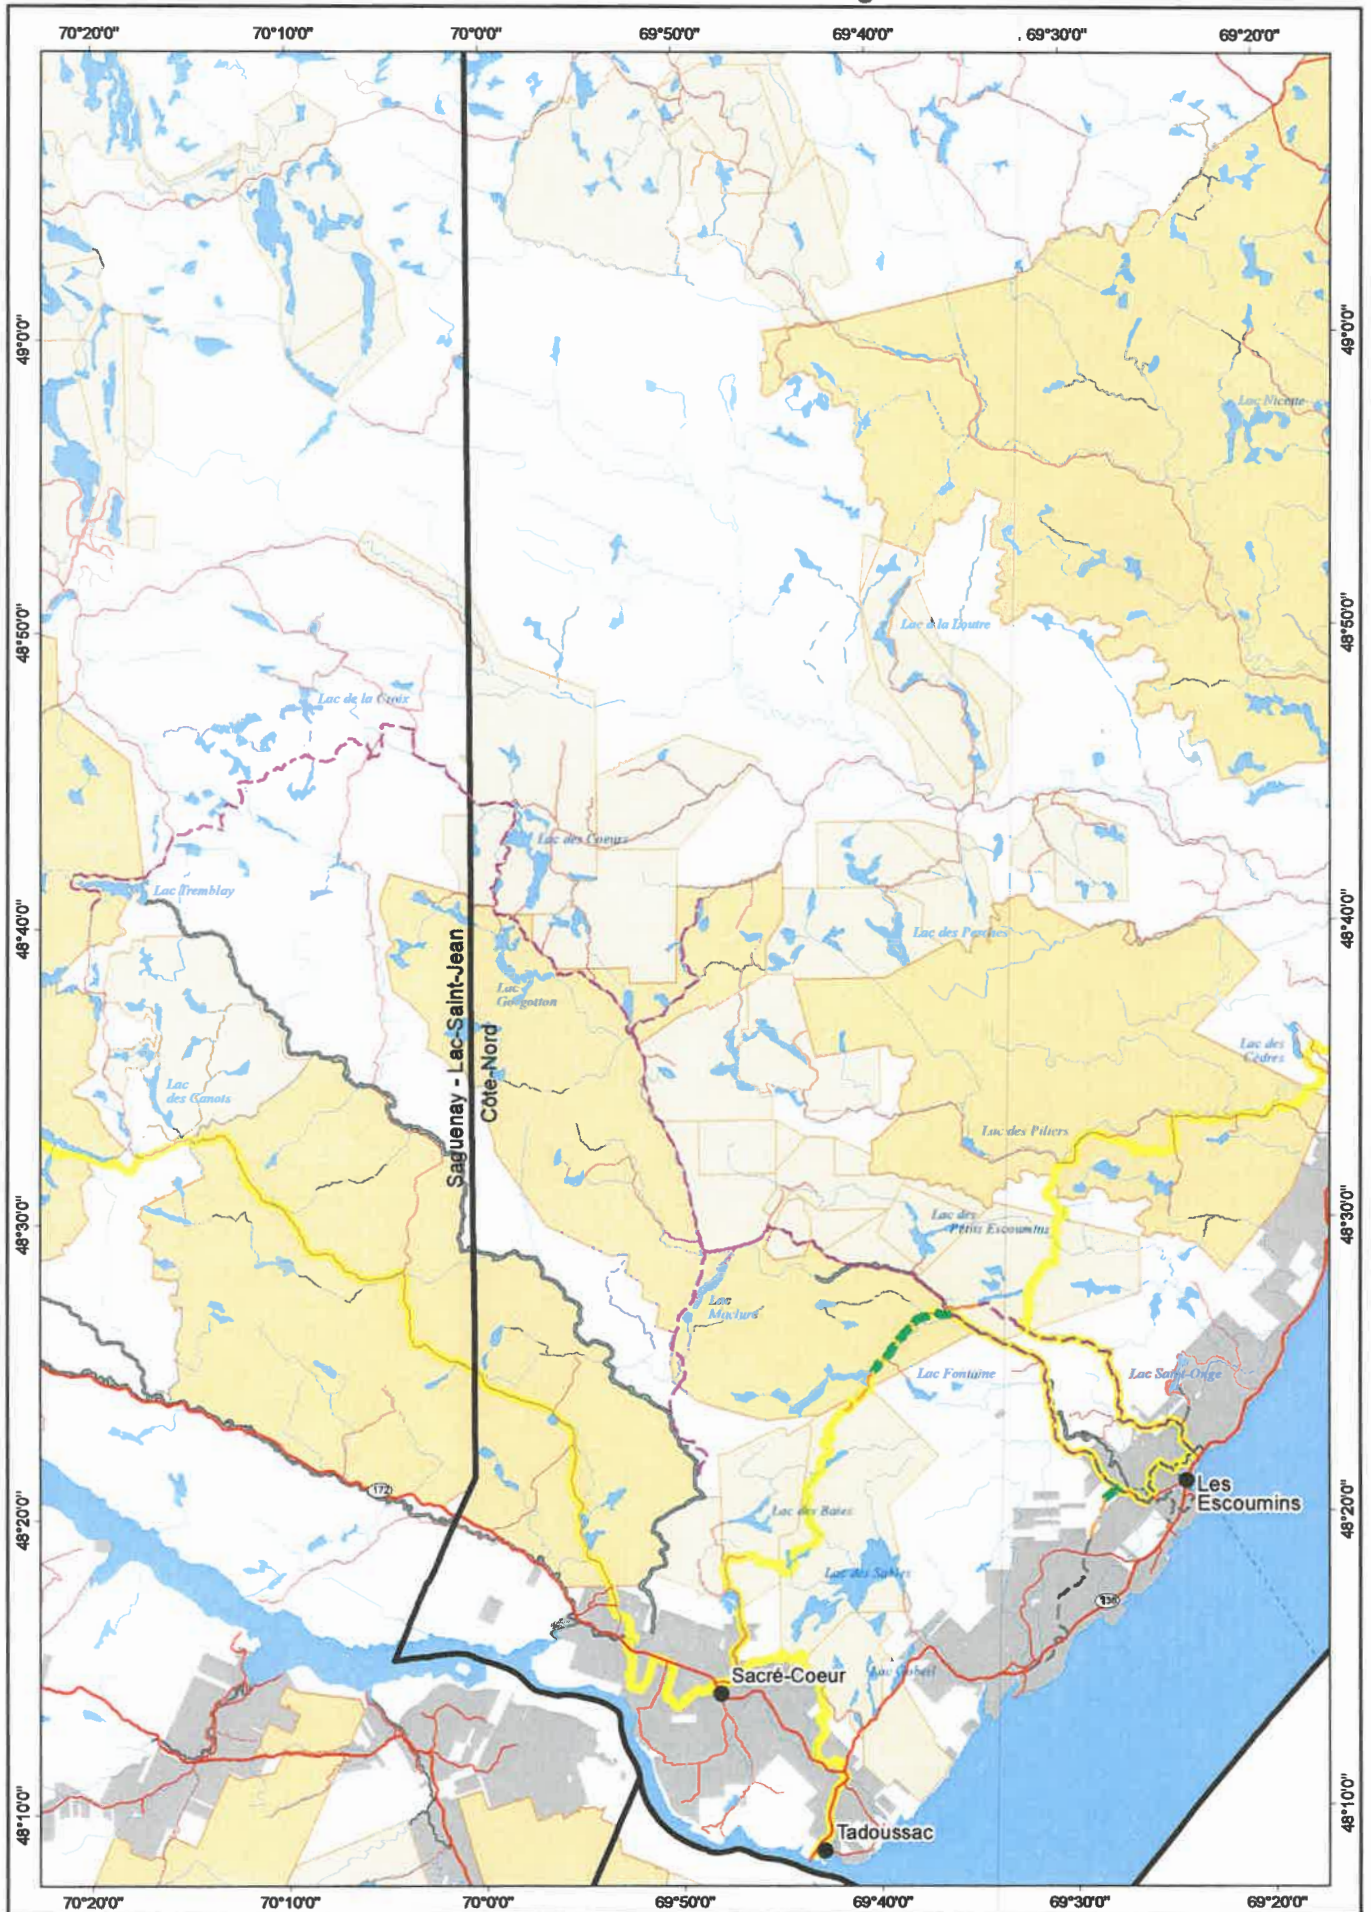 70°20'0" 70°10'0" 70°0'0" 69°50'0" 69°40'0" 69°30'0" 69°20'0"
49°0'0" 49°0'0"
Lac Nicette
48°50'0" 48°50'0"
Lac à la Loutre
Lac de la Croix
Lac des Coeurs
Lac Tremblay
48°40'0" 48°40'0"
Lac des Perches
Lac
Gorgotton
Saguenay - Lac-Saint-Jean
Côte-Nord
Lac des
Cèdres
Lac
des Canots
Lac des Piliers
48°30'0" 48°30'0"
Lac des
Petits Escoumins
Lac
Maclure
Lac Fontaine
Lac Saint-Onge
172
Les
Escoumins
48°20'0" 48°20'0"
Lac des Baies
Lac des Sables
138
Sacré-Coeur
Lac Gobeil
48°10'0" 48°10'0"
Tadoussac
70°20'0" 70°10'0" 70°0'0" 69°50'0" 69°40'0" 69°30'0" 69°20'0"